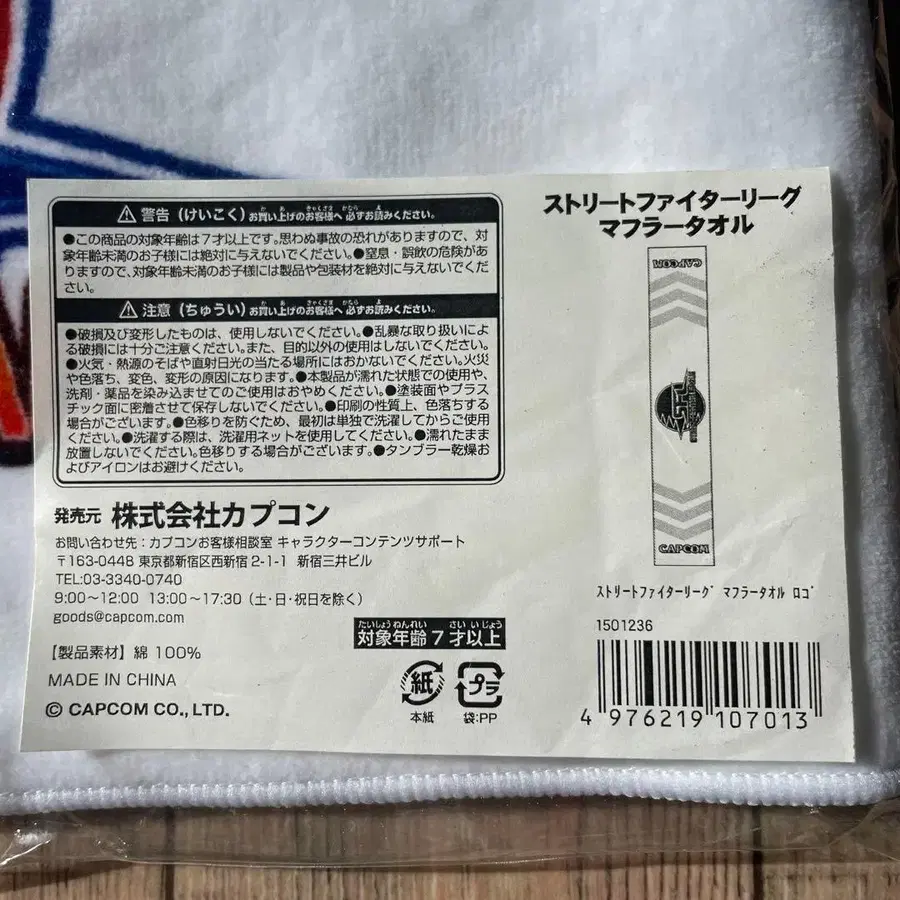 警告（けいこく）お買い上げのお客様へ 必ずお読みください。
●この商品の対象年齢は7才以上です。思わぬ事故の恐れがありますので、対
象年齢未満のお子様には絶対に与えないでください。●窒息・誤飲の危険があ
りますので、対象年齢未満のお子様には製品や包装材を絶対に与えないでくだ
さい。
注意（ちゅうい）お買い上げのお客様へ 必ずお読みください。
●破損及び変形したものは、使用しないでください。●乱暴な取り扱いによ
る破損には十分ご注意ください。また、目的以外の使用はしないでください。
●火気・熱源のそばや直射日光の当たる場所にはおかないでください。火災
や色落ち、変色、変形の原因になります。●本製品が濡れた状態での使用や、
洗剤・薬品を染み込ませてのご使用はおやめください。●塗装面やプラス
チック面に密着させて保存しないでください。●印刷の性質上、色落ちする
場合がございます。●色移りを防ぐため、最初は単独で洗濯してからご使用
ください。●洗濯する際は、洗濯用ネットを使用してください。●濡れたまま
放置しないでください。色移りする場合がございます。●タンブラー乾燥お
よびアイロンはお避けください。
発売元 株式会社カプコン
お問い合わせ先：カプコンお客様相談室 キャラクターコンテンツサポート
〒163-0448 東京都新宿区西新宿2-1-1 新宿三井ビル
TEL:03-3340-0740
9:00～12:00 13:00～17:30（土・日・祝日を除く）
goods@capcom.com
【製品素材】綿 100%
MADE IN CHINA
© CAPCOM CO., LTD.
たいしょうねんれい さいいじょう
対象年齢7才以上
紙
本紙
プラ
袋:PP
ストリートファイターリーグ
マフラータオル
CAPCOM
CAPCOM
ストリートファイターリーグ マフラータオル ロゴ
1501236
4 976219 107013